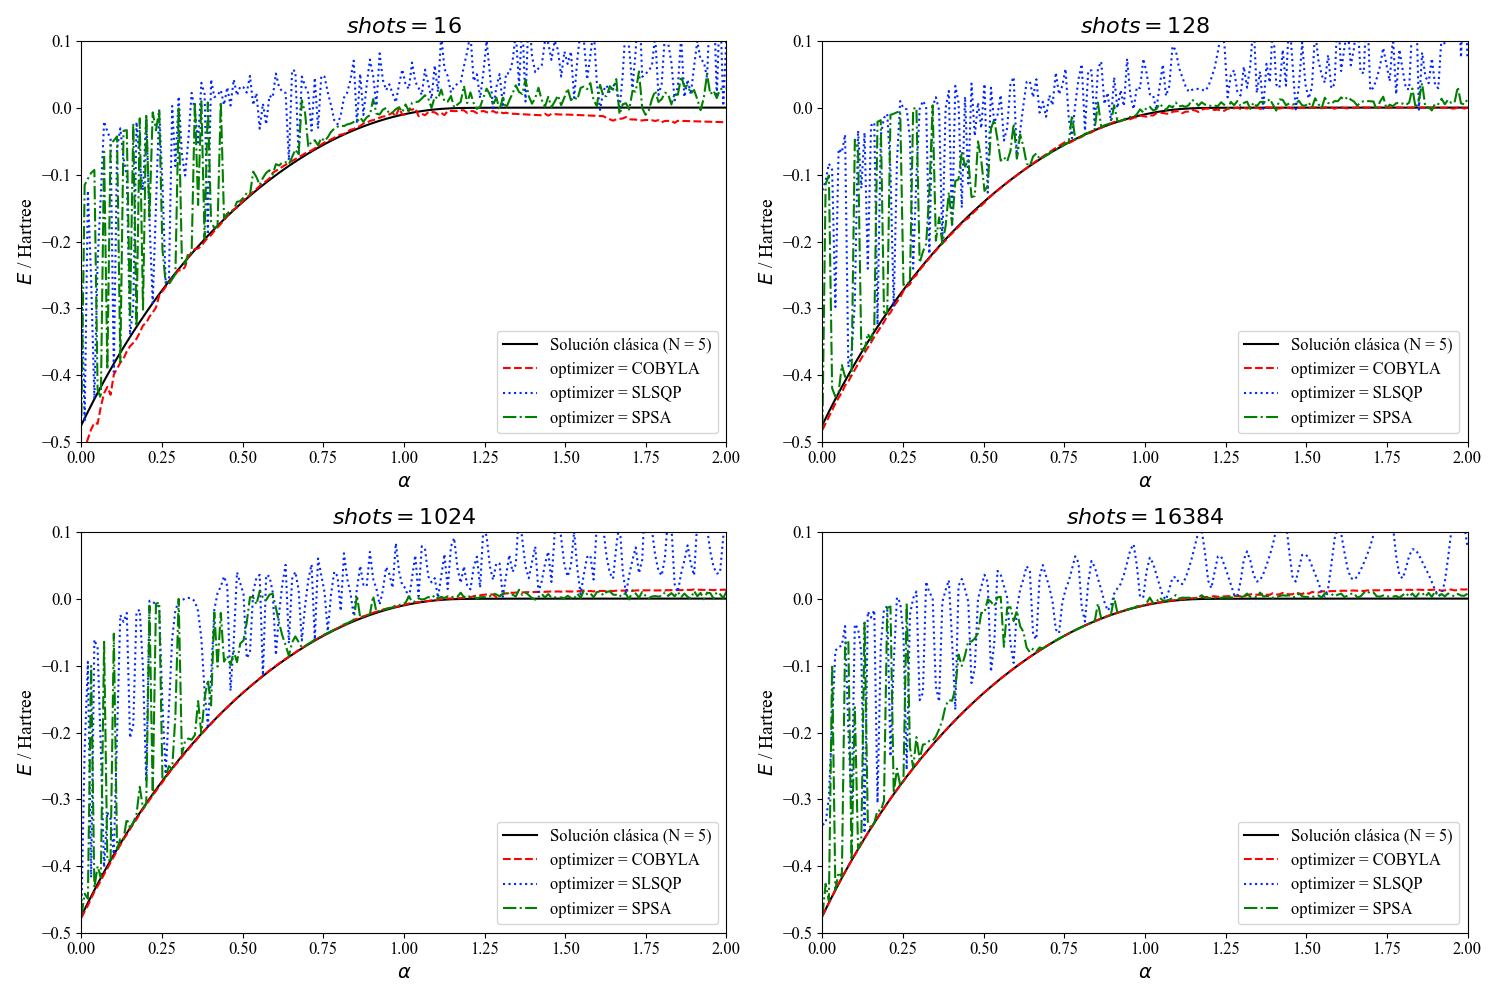 shots = 16
0.1
0.0
−0.1
−0.2
−0.3
−0.4
−0.5
E / Hartree
0.00 0.25 0.50 0.75 1.00 1.25 1.50 1.75 2.00
α
Solución clásica (N = 5)
optimizer = COBYLA
optimizer = SLSQP
optimizer = SPSA
shots = 128
0.1
0.0
−0.1
−0.2
−0.3
−0.4
−0.5
E / Hartree
0.00 0.25 0.50 0.75 1.00 1.25 1.50 1.75 2.00
α
Solución clásica (N = 5)
optimizer = COBYLA
optimizer = SLSQP
optimizer = SPSA
shots = 1024
0.1
0.0
−0.1
−0.2
−0.3
−0.4
−0.5
E / Hartree
0.00 0.25 0.50 0.75 1.00 1.25 1.50 1.75 2.00
α
Solución clásica (N = 5)
optimizer = COBYLA
optimizer = SLSQP
optimizer = SPSA
shots = 16384
0.1
0.0
−0.1
−0.2
−0.3
−0.4
−0.5
E / Hartree
0.00 0.25 0.50 0.75 1.00 1.25 1.50 1.75 2.00
α
Solución clásica (N = 5)
optimizer = COBYLA
optimizer = SLSQP
optimizer = SPSA